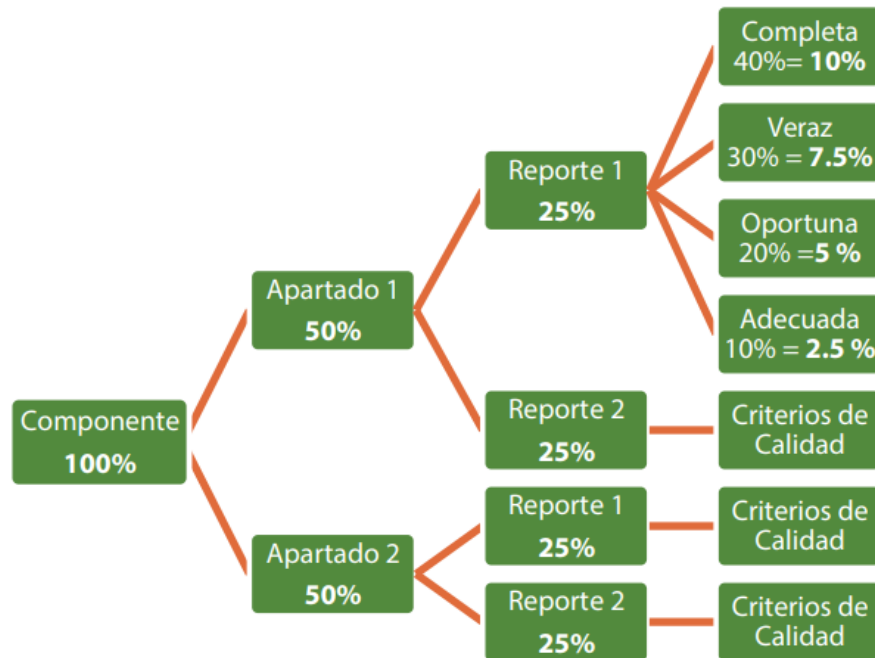 Componente
100%
Apartado 1
50%
Apartado 2
50%
Reporte 1
25%
Reporte 2
25%
Reporte 1
25%
Reporte 2
25%
Completa
40%= 10%
Veraz
30% = 7.5%
Oportuna
20% =5 %
Adecuada
10% = 2.5 %
Criterios de
Calidad
Criterios de
Calidad
Criterios de
Calidad